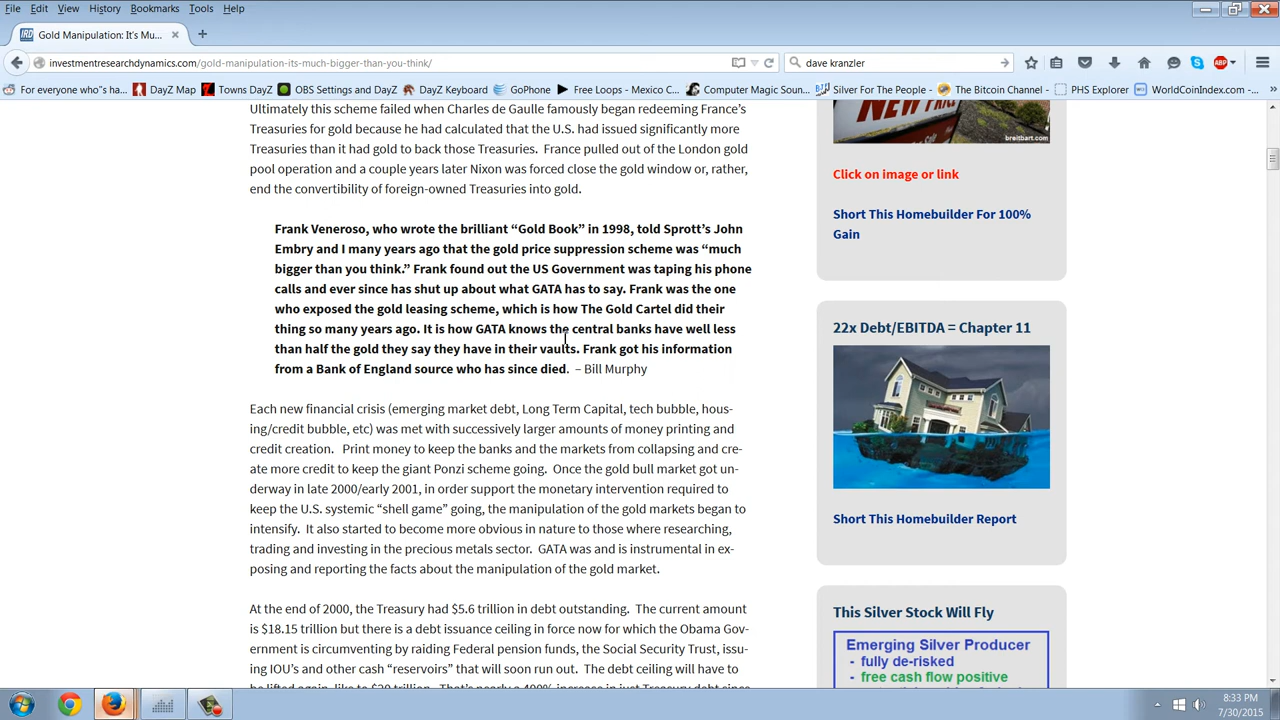 File Edit View History Bookmarks Tools Help
IRD Gold Manipulation: It's Mu...
investmentresearchdynamics.com/gold-manipulation-its-much-bigger-than-you-think/
dave kranzler
ABP
For everyone who"s ha...
DayZ Map
Towns DayZ
OBS Settings and DayZ
DayZ Keyboard
GoPhone
Free Loops - Mexico C...
Computer Magic Soun...
Silver For The People - ...
The Bitcoin Channel - ...
PHS Explorer
WorldCoinIndex.com - ...
Ultimately this scheme failed when Charles de Gaulle famously began redeeming France's
Treasuries for gold because he had calculated that the U.S. had issued significantly more
Treasuries that it had gold to back those Treasuries. France pulled out of the London gold
pool operation and a couple years later Nixon was forced close the gold window or, rather,
end the convertibility of foreign-owned Treasuries into gold.
Frank Veneroso, who wrote the brilliant “Gold Book” in 1998, told Sprott's John
Embry and I many years ago that the gold price suppression scheme was “much
bigger than you think.” Frank found out the US Government was taping his phone
calls and ever since has shut up about what GATA has to say. Frank was the one
who exposed the gold leasing scheme, which is how The Gold Cartel did their
thing so many years ago. It is how GATA knows the central banks have well less
than half the gold they say they have in their vaults. Frank got his information
from a Bank of England source who has since died. – Bill Murphy
Each new financial crisis (emerging market debt, Long Term Capital, tech bubble, hous-
ing/credit bubble, etc) was met with successively larger amounts of money printing and
credit creation. Print money to keep the banks and the markets from collapsing and cre-
ate more credit to keep the giant Ponzi scheme going. Once the gold bull market got un-
derway in late 2000/early 2001, in order support the monetary intervention required to
keep the U.S. systemic “shell game” going, the manipulation of the gold markets began to
intensify. It also started to become more obvious in nature to those where researching,
trading and investing in the precious metals sector. GATA was and is instrumental in ex-
posing and reporting the facts about the manipulation of the gold market.
At the end of 2000, the Treasury had $5.6 trillion in debt outstanding. The current amount
is $18.15 trillion but there is a debt issuance ceiling in force now for which the Obama Gov-
ernment is circumventing by raiding Federal pension funds, the Social Security Trust, issu-
ing IOU's and other cash “reservoirs” that will soon run out. The debt ceiling will have to
NEW PRICE
breitbart.com
Click on image or link
Short This Homebuilder For 100%
Gain
22x Debt/EBITDA = Chapter 11
Short This Homebuilder Report
This Silver Stock Will Fly
Emerging Silver Producer
- fully de-risked
- free cash flow positive
8:33 PM
7/30/2015